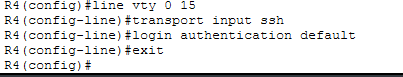 R4(config)#line vty 0 15
R4(config-line)#transport input ssh
R4(config-line)#login authentication default
R4(config-line)#exit
R4(config)#